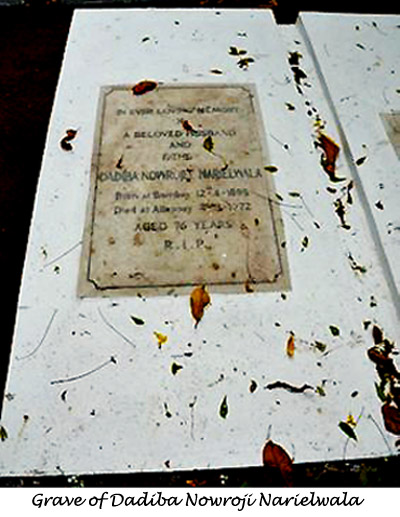 IN EVER LOVING MEMORY
A BELOVED HUSBAND
AND
FATHER
DADIBA NOWROJI NARIELWALA
Born at Bombay 12-4-1895
Died at Alleppey
AGED 76 YEARS
R.I.P.
Grave of Dadiba Nowroji Narielwala